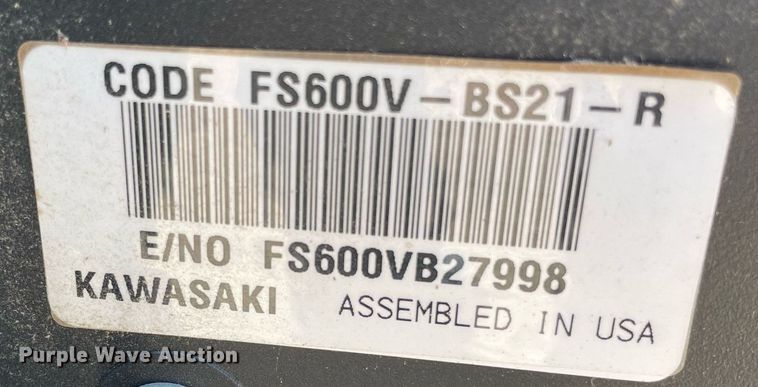 CODE FS600V-BS21-R
E/NO FS600VB27998
KAWASAKI ASSEMBLED IN USA
Purple Wave Auction